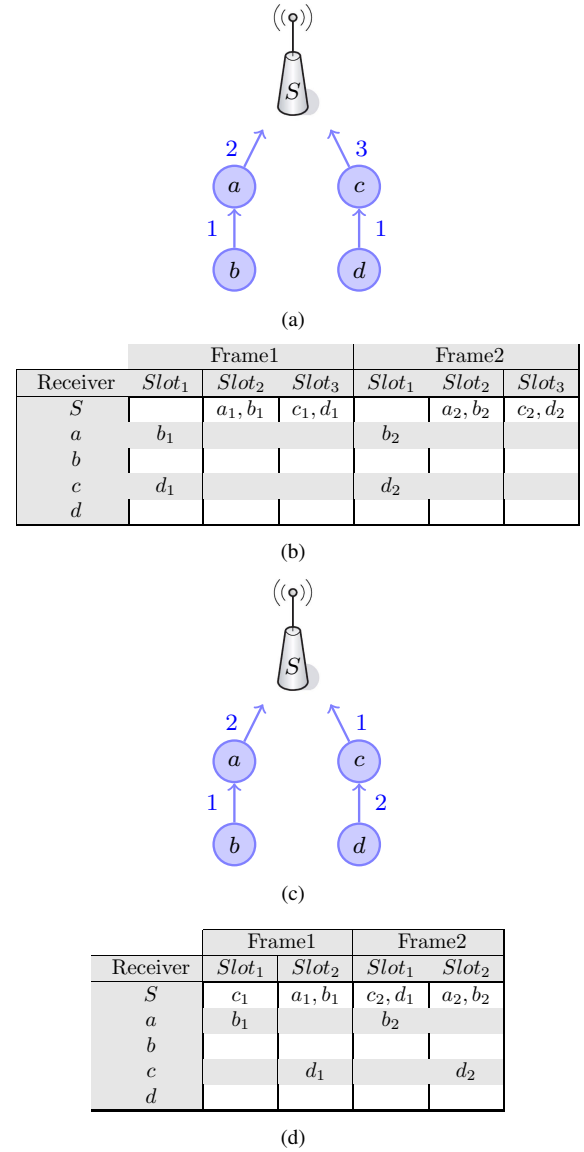 S
2 3
a c
1 1
b d
(a)
Frame1 Frame2
Receiver Slot₁ Slot₂ Slot₃ Slot₁ Slot₂ Slot₃
S a₁, b₁ c₁, d₁ a₂, b₂ c₂, d₂
a b₁ b₂
b
c d₁ d₂
d
(b)
S
2 1
a c
1 2
b d
(c)
Frame1 Frame2
Receiver Slot₁ Slot₂ Slot₁ Slot₂
S c₁ a₁, b₁ c₂, d₁ a₂, b₂
a b₁ b₂
b
c d₁ d₂
d
(d)